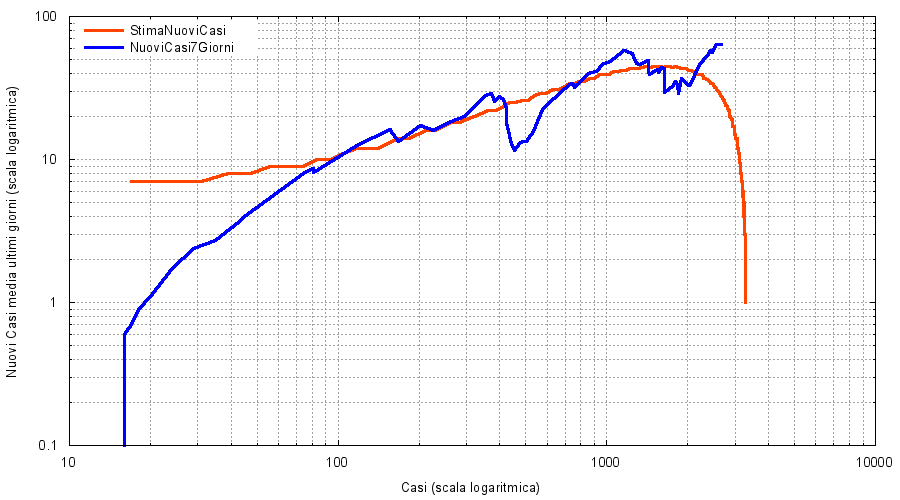 100
StimaNuoviCasi
NuoviCasi7Giorni
10
1
0.1
Nuovi Casi media ultimi giorni (scala logaritmica)
10
100
1000
10000
Casi (scala logaritmica)